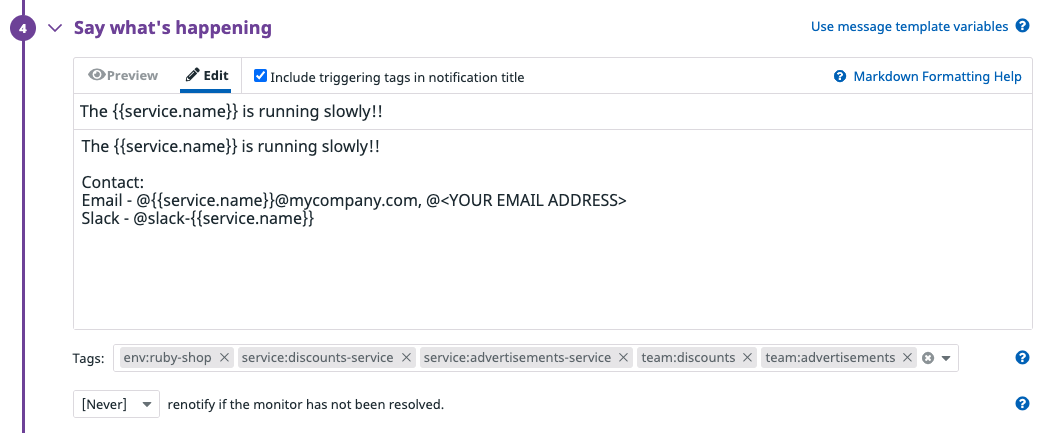 4 Say what's happening
Use message template variables
Preview Edit Include triggering tags in notification title
Markdown Formatting Help
The {{service.name}} is running slowly!!
The {{service.name}} is running slowly!!
Contact:
Email - @{{service.name}}@mycompany.com, @<YOUR EMAIL ADDRESS>
Slack - @slack-{{service.name}}
Tags: env:ruby-shop service:discounts-service service:advertisements-service team:discounts team:advertisements
[Never] renotify if the monitor has not been resolved.